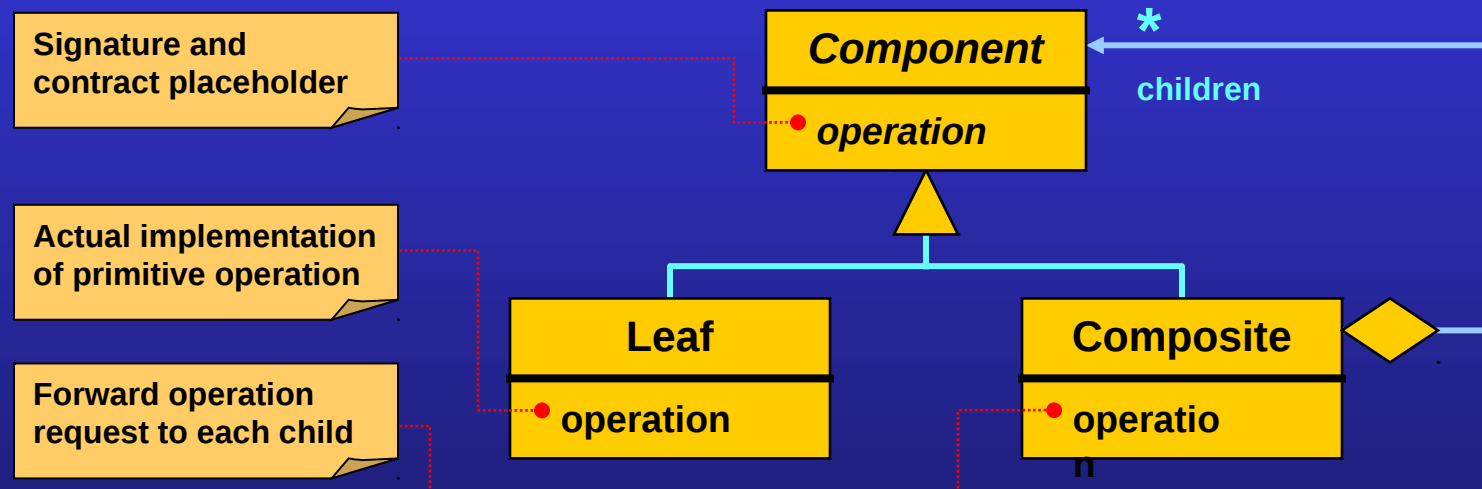 Signature and
contract placeholder
Component
*
children
operation
Actual implementation
of primitive operation
Leaf
Composite
Forward operation
request to each child
operation
operatio
n